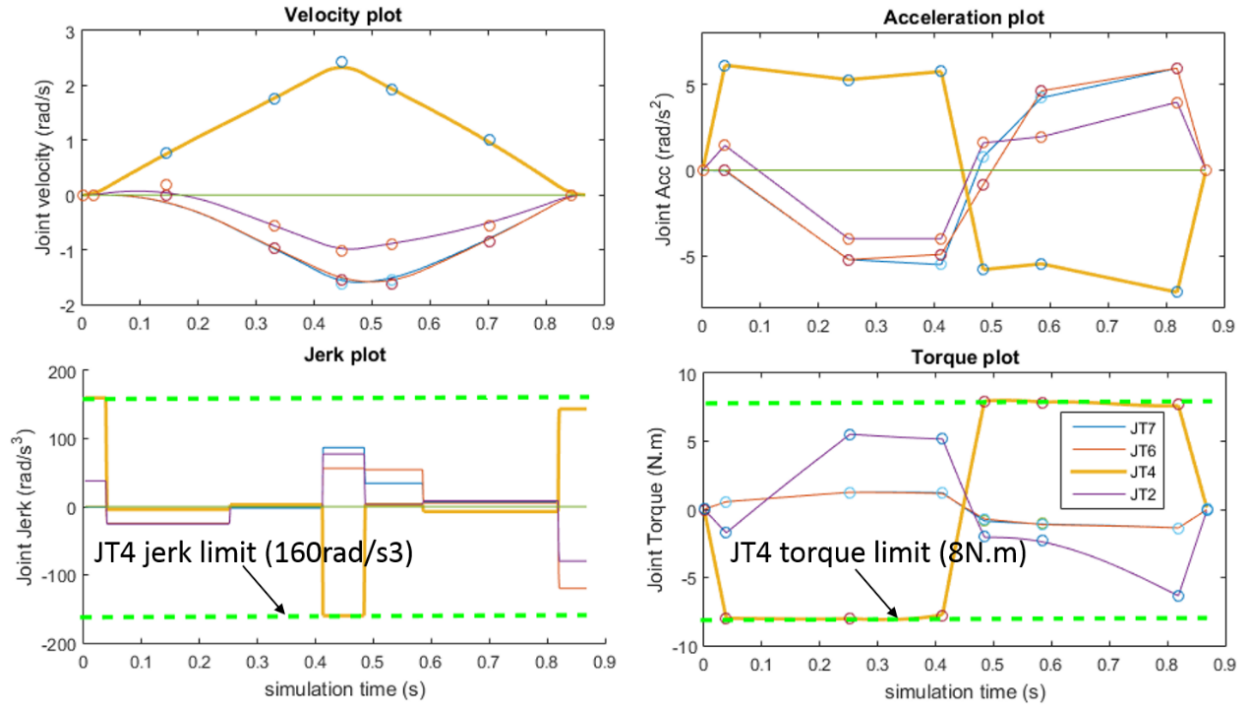 Velocity plot
Joint velocity (rad/s)
3
2
1
0
-1
-2
0 0.1 0.2 0.3 0.4 0.5 0.6 0.7 0.8 0.9
Acceleration plot
Joint Acc (rad/s²)
5
0
-5
0 0.1 0.2 0.3 0.4 0.5 0.6 0.7 0.8 0.9
Jerk plot
Joint Jerk (rad/s³)
200
100
0
-100
-200
JT4 jerk limit (160rad/s3)
0 0.1 0.2 0.3 0.4 0.5 0.6 0.7 0.8 0.9
simulation time (s)
Torque plot
Joint Torque (N.m)
10
5
0
-5
-10
JT7
JT6
JT4
JT2
JT4 torque limit (8N.m)
0 0.1 0.2 0.3 0.4 0.5 0.6 0.7 0.8 0.9
simulation time (s)